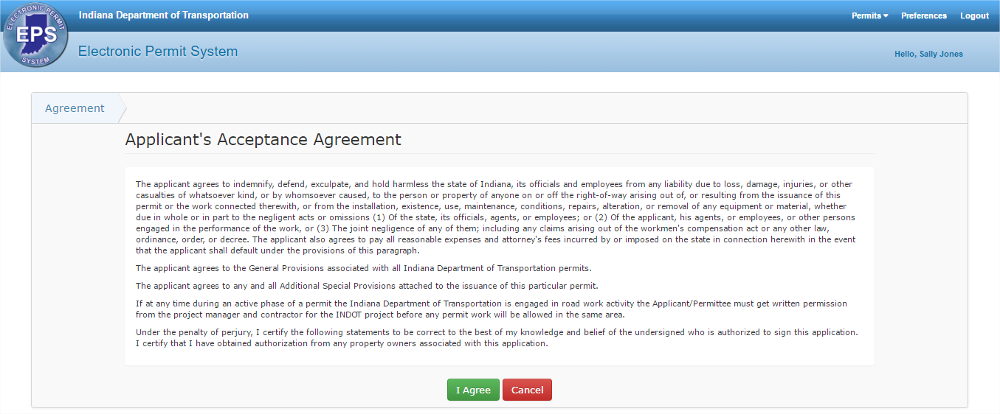 ELECTRONIC PERMIT
EPS
SYSTEM
Indiana Department of Transportation
Permits Preferences Logout
Electronic Permit System
Hello, Sally Jones
Agreement
Applicant's Acceptance Agreement
The applicant agrees to indemnify, defend, exculpate, and hold harmless the state of Indiana, its officials and employees from any liability due to loss, damage, injuries, or other
casualties of whatsoever kind, or by whomsoever caused, to the person or property of anyone on or off the right-of-way arising out of, or resulting from the issuance of this
permit or the work connected therewith, or from the installation, existence, use, maintenance, conditions, repairs, alteration, or removal of any equipment or material, whether
due in whole or in part to the negligent acts or omissions (1) Of the state, its officials, agents, or employees; or (2) Of the applicant, his agents, or employees, or other persons
engaged in the performance of the work, or (3) The joint negligence of any of them; including any claims arising out of the workmen's compensation act or any other law,
ordinance, order, or decree. The applicant also agrees to pay all reasonable expenses and attorney's fees incurred by or imposed on the state in connection herewith in the event
that the applicant shall default under the provisions of this paragraph.
The applicant agrees to the General Provisions associated with all Indiana Department of Transportation permits.
The applicant agrees to any and all Additional Special Provisions attached to the issuance of this particular permit.
If at any time during an active phase of a permit the Indiana Department of Transportation is engaged in road work activity the Applicant/Permittee must get written permission
from the project manager and contractor for the INDOT project before any permit work will be allowed in the same area.
Under the penalty of perjury, I certify the following statements to be correct to the best of my knowledge and belief of the undersigned who is authorized to sign this application.
I certify that I have obtained authorization from any property owners associated with this application.
I Agree Cancel